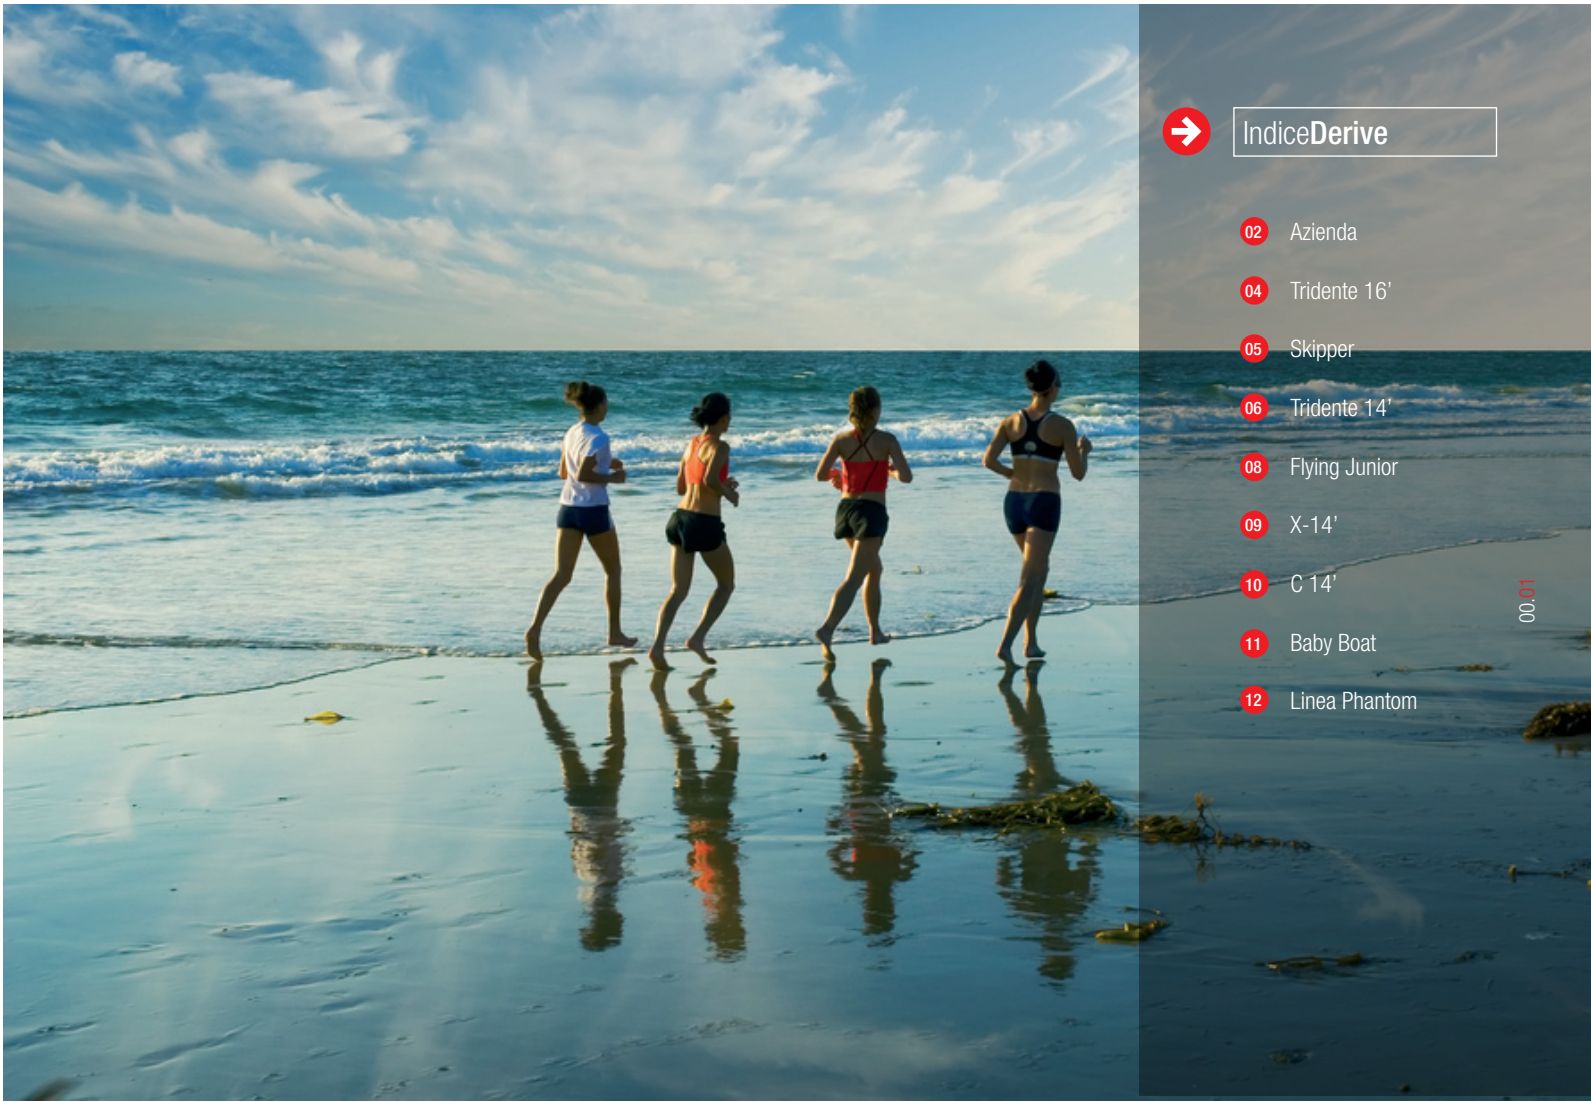 IndiceDerive
02 Azienda
04 Tridente 16’
05 Skipper
06 Tridente 14’
08 Flying Junior
09 X-14’
10 C 14’
11 Baby Boat
12 Linea Phantom
00.01